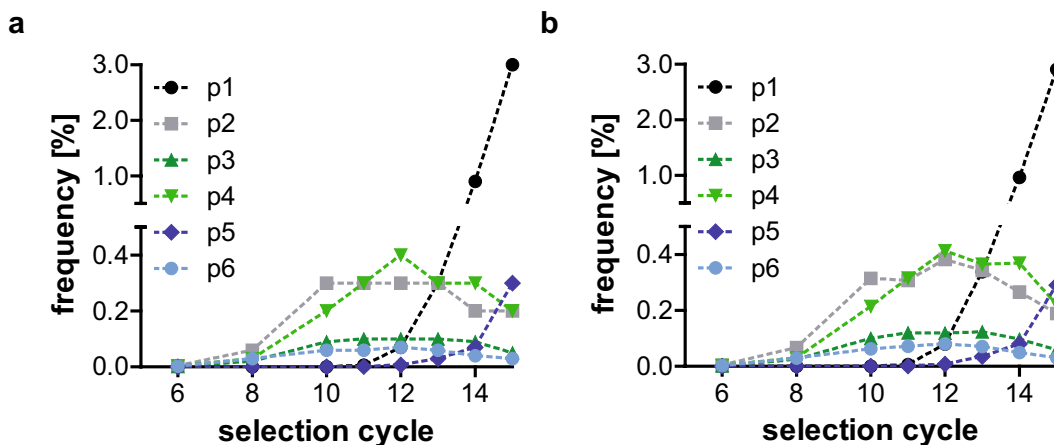 a
frequency [%]
3.0
2.0
1.0
0.4
0.2
0.0
p1
p2
p3
p4
p5
p6
6 8 10 12 14
selection cycle
b
frequency [%]
3.0
2.0
1.0
0.4
0.2
0.0
p1
p2
p3
p4
p5
p6
6 8 10 12 14
selection cycle